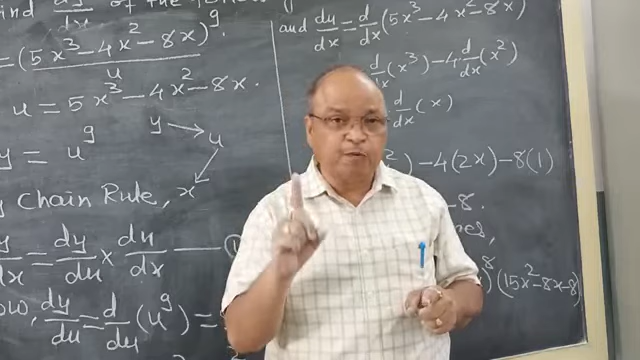 ind dy/dx of the
= (5x³ - 4x² - 8x)⁹
u
u = 5x³ - 4x² - 8x.
y = u⁹
y → u
x
Chain Rule,
dy/dx = dy/du × du/dx — ①
ow, dy/du = d/du (u⁹) =
and du/dx = d/dx (5x³ - 4x² - 8x)
d/dx (x³) - 4 d/dx (x²)
d/dx (x)
²) - 4(2x) - 8(1)
- 8.
)⁸ (15x² - 8x - 8)